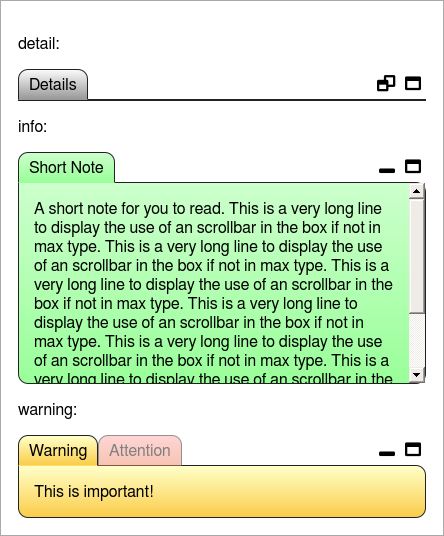 detail:
Details
info:
Short Note
A short note for you to read. This is a very long line
to display the use of an scrollbar in the box if not in
max type. This is a very long line to display the use
of an scrollbar in the box if not in max type. This is a
very long line to display the use of an scrollbar in the
box if not in max type. This is a very long line to
display the use of an scrollbar in the box if not in
max type. This is a very long line to display the use
of an scrollbar in the box if not in max type. This is a
very long line to display the use of an scrollbar in the
warning:
Warning Attention
This is important!